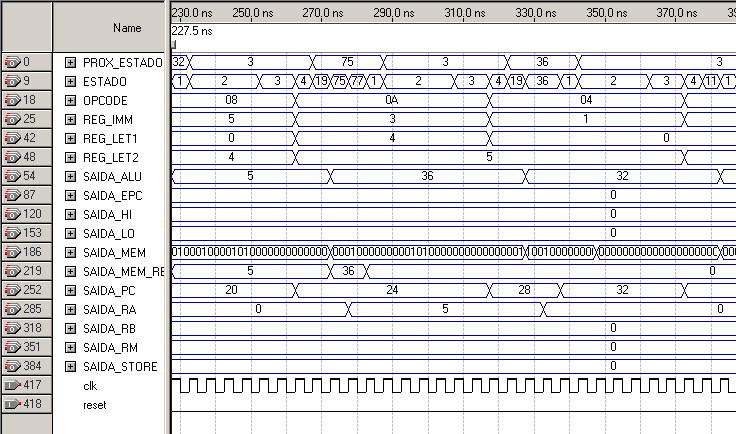 Name
230.0 ns 250.0 ns 270.0 ns 290.0 ns 310.0 ns 330.0 ns 350.0 ns 370.0 ns 39
227.5 ns
0 PROX_ESTADO 32 3 75 3 36 3
9 ESTADO 1 2 3 4 19 75 77 1 2 3 4 19 36 1 2 3 4 11 1
18 OPCODE 08 0A 04
25 REG_IMM 5 3 1
42 REG_LET1 0 4 0
48 REG_LET2 4 5
54 SAIDA_ALU 5 36 32
87 SAIDA_EPC 0
120 SAIDA_HI 0
153 SAIDA_LO 0
186 SAIDA_MEM
219 SAIDA_MEM_RE 5 36 0
252 SAIDA_PC 20 24 28 32
285 SAIDA_RA 0 5 0
318 SAIDA_RB 0
351 SAIDA_RM 0
384 SAIDA_STORE 0
417 clk
418 reset